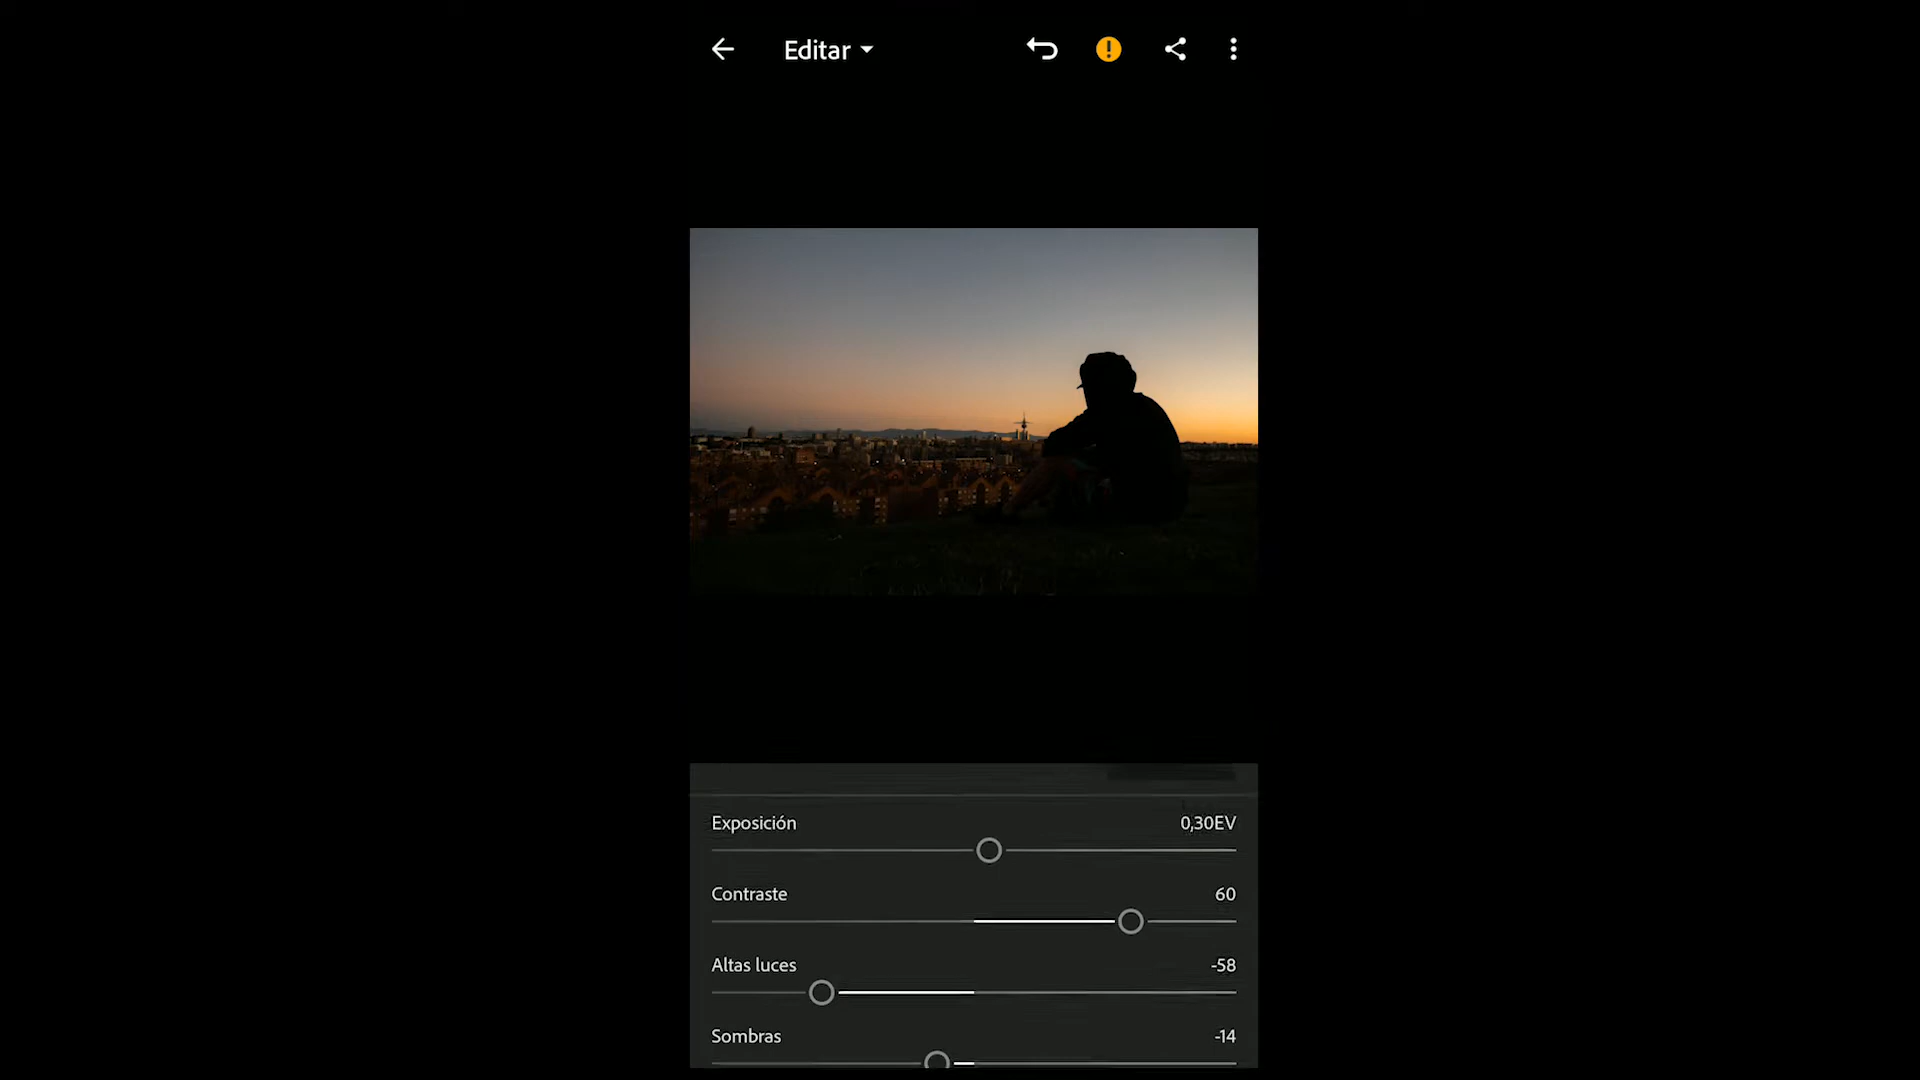 Editar
Exposición 0,30EV
Contraste 60
Altas luces -58
Sombras -14